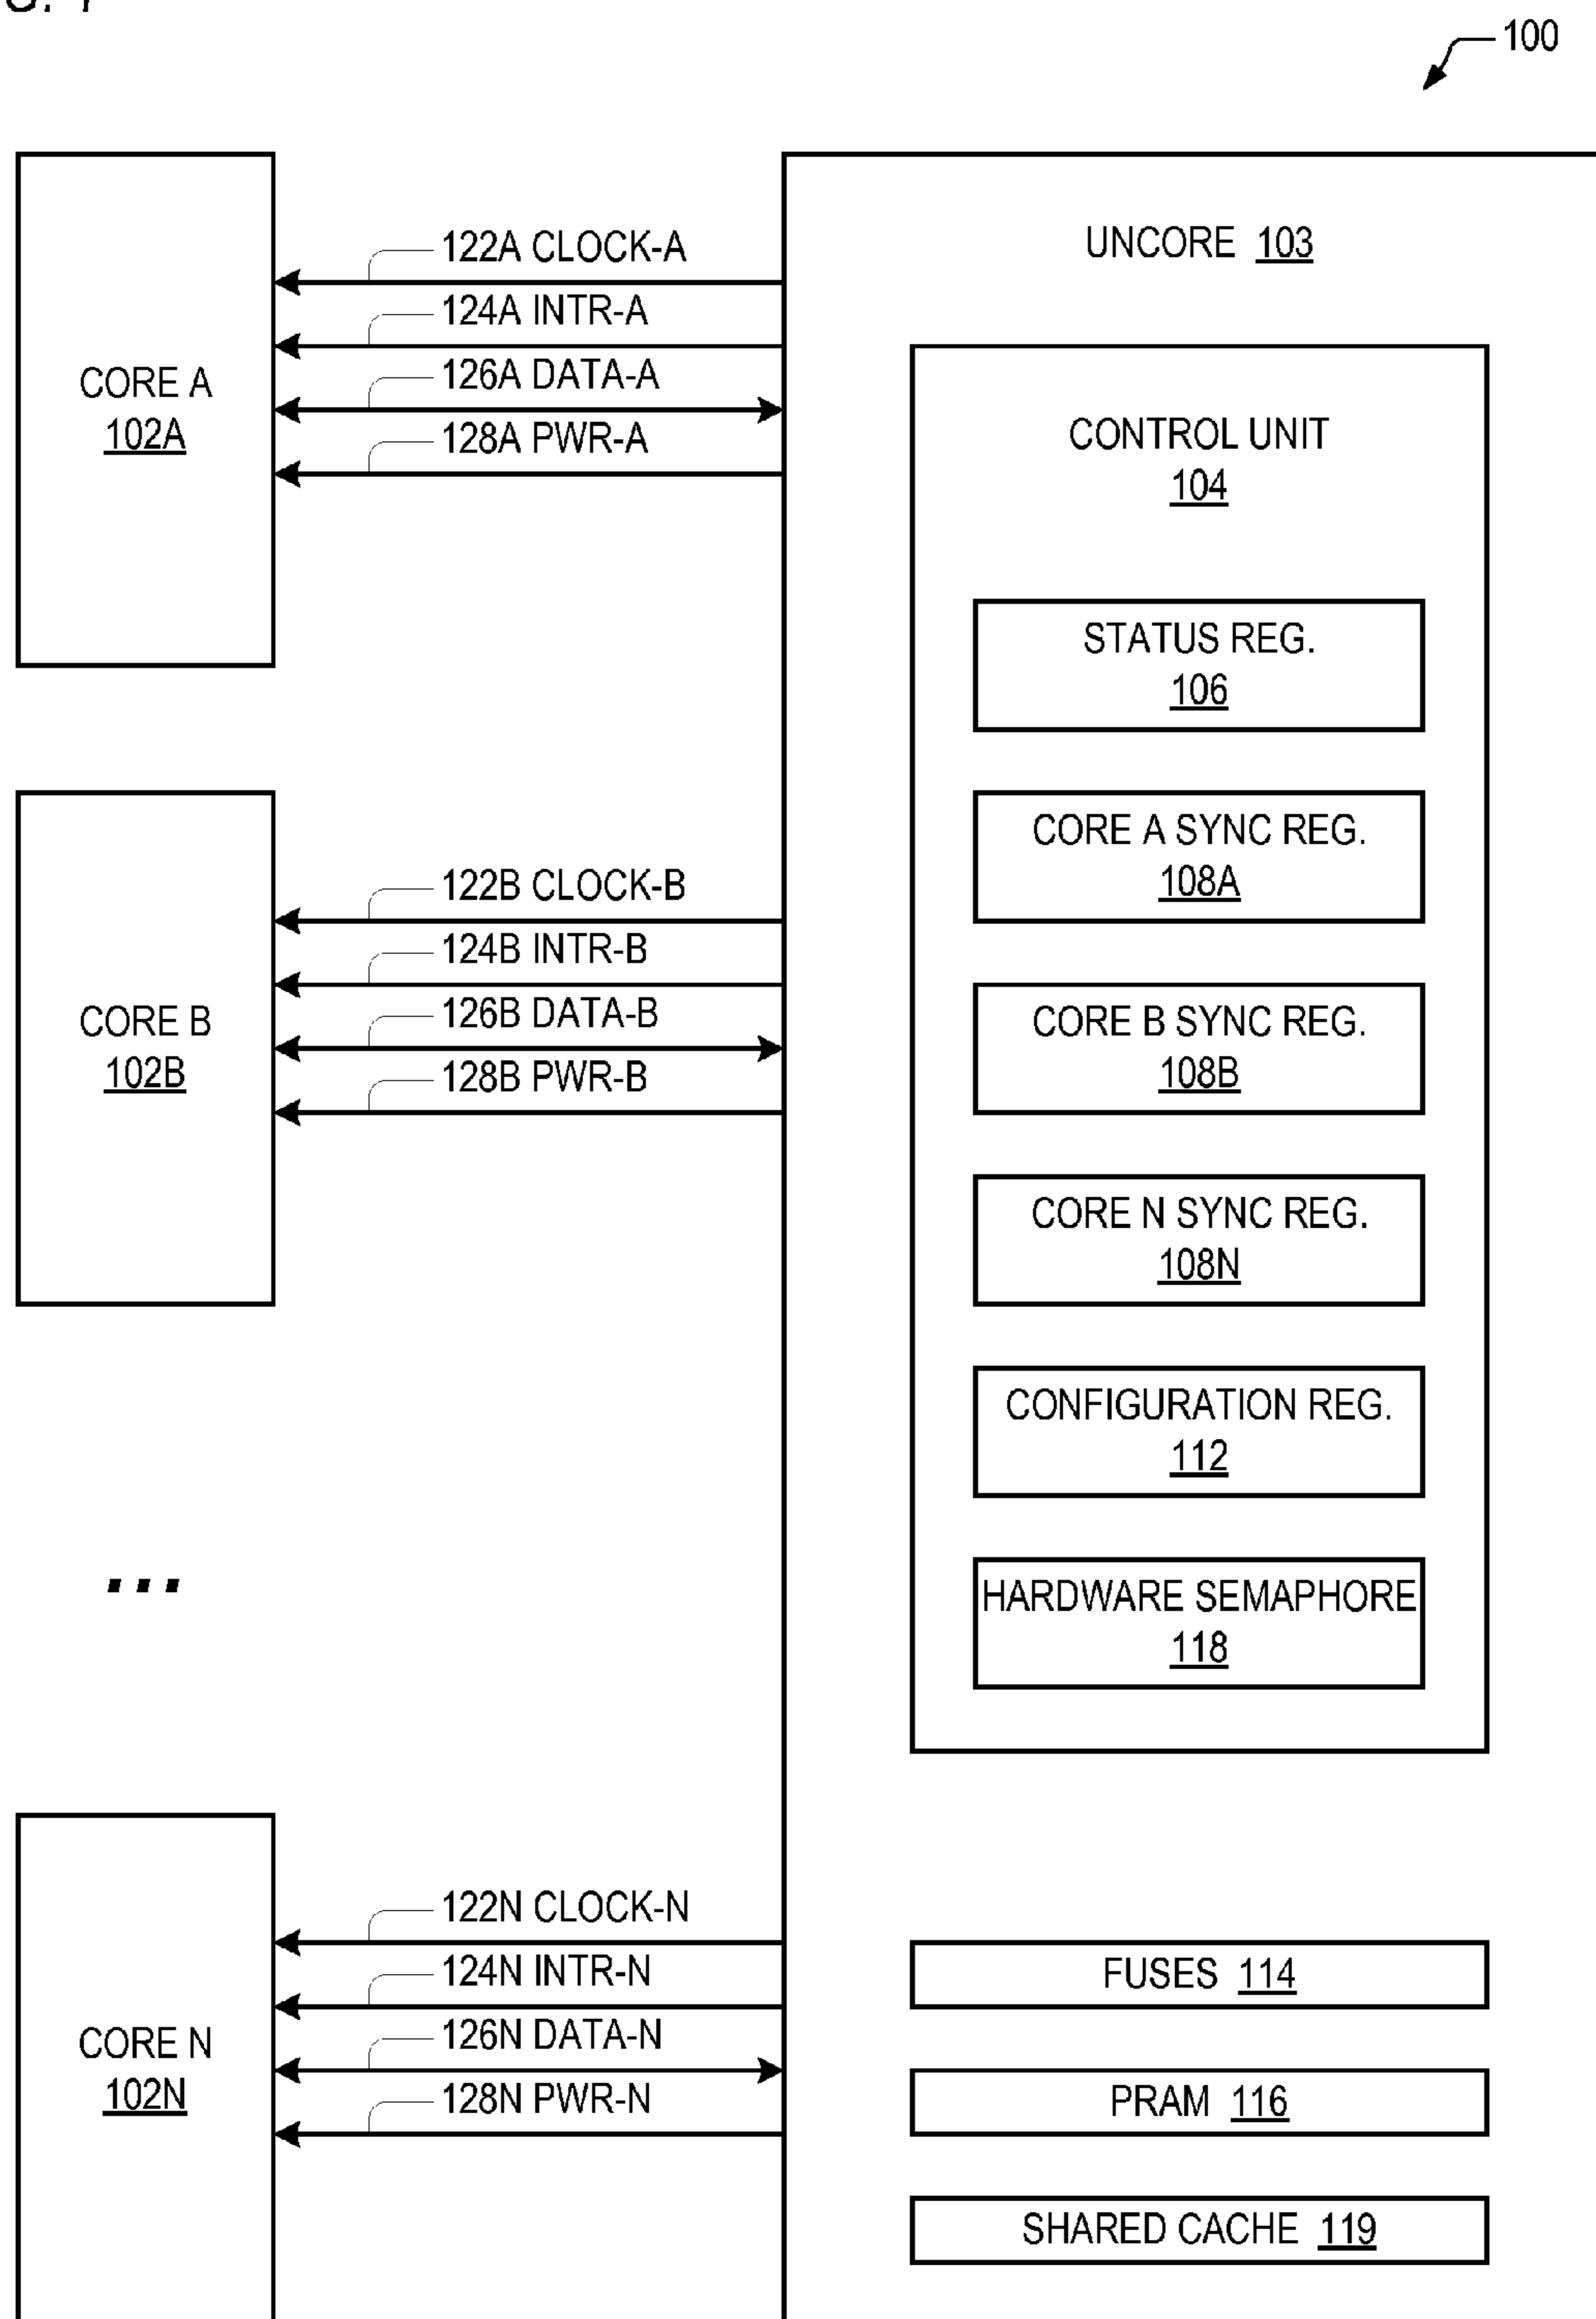 100
UNCORE 103
122A CLOCK-A
124A INTR-A
126A DATA-A
128A PWR-A
CORE A
102A
CONTROL UNIT
104
STATUS REG.
106
CORE A SYNC REG.
108A
122B CLOCK-B
124B INTR-B
126B DATA-B
128B PWR-B
CORE B
102B
CORE B SYNC REG.
108B
CORE N SYNC REG.
108N
CONFIGURATION REG.
112
...
HARDWARE SEMAPHORE
118
122N CLOCK-N
124N INTR-N
126N DATA-N
128N PWR-N
CORE N
102N
FUSES 114
PRAM 116
SHARED CACHE 119